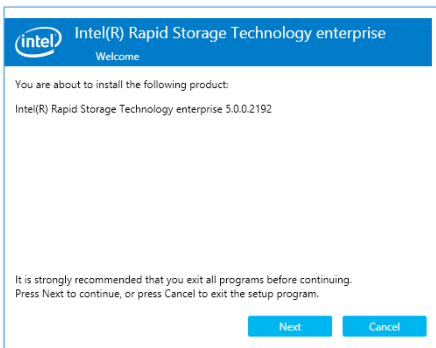 intel Intel(R) Rapid Storage Technology enterprise
Welcome
You are about to install the following product:
Intel(R) Rapid Storage Technology enterprise 5.0.0.2192
It is strongly recommended that you exit all programs before continuing.
Press Next to continue, or press Cancel to exit the setup program.
Next Cancel